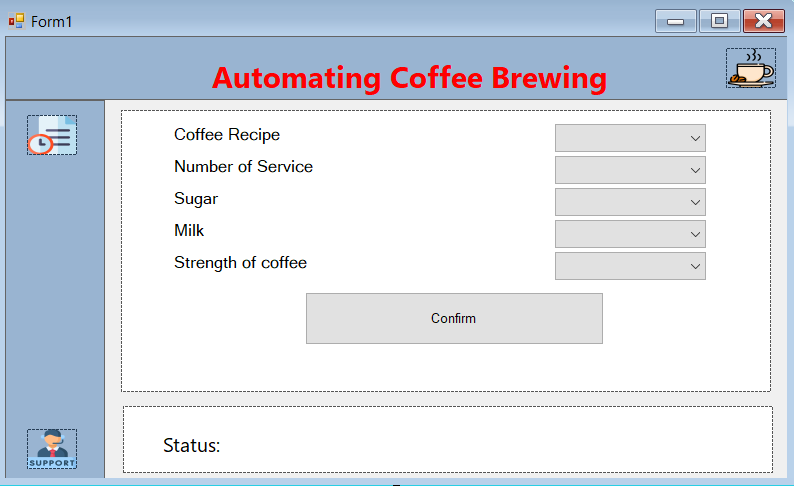 Form1
Automating Coffee Brewing
Coffee Recipe
Number of Service
Sugar
Milk
Strength of coffee
Confirm
Status:
SUPPORT